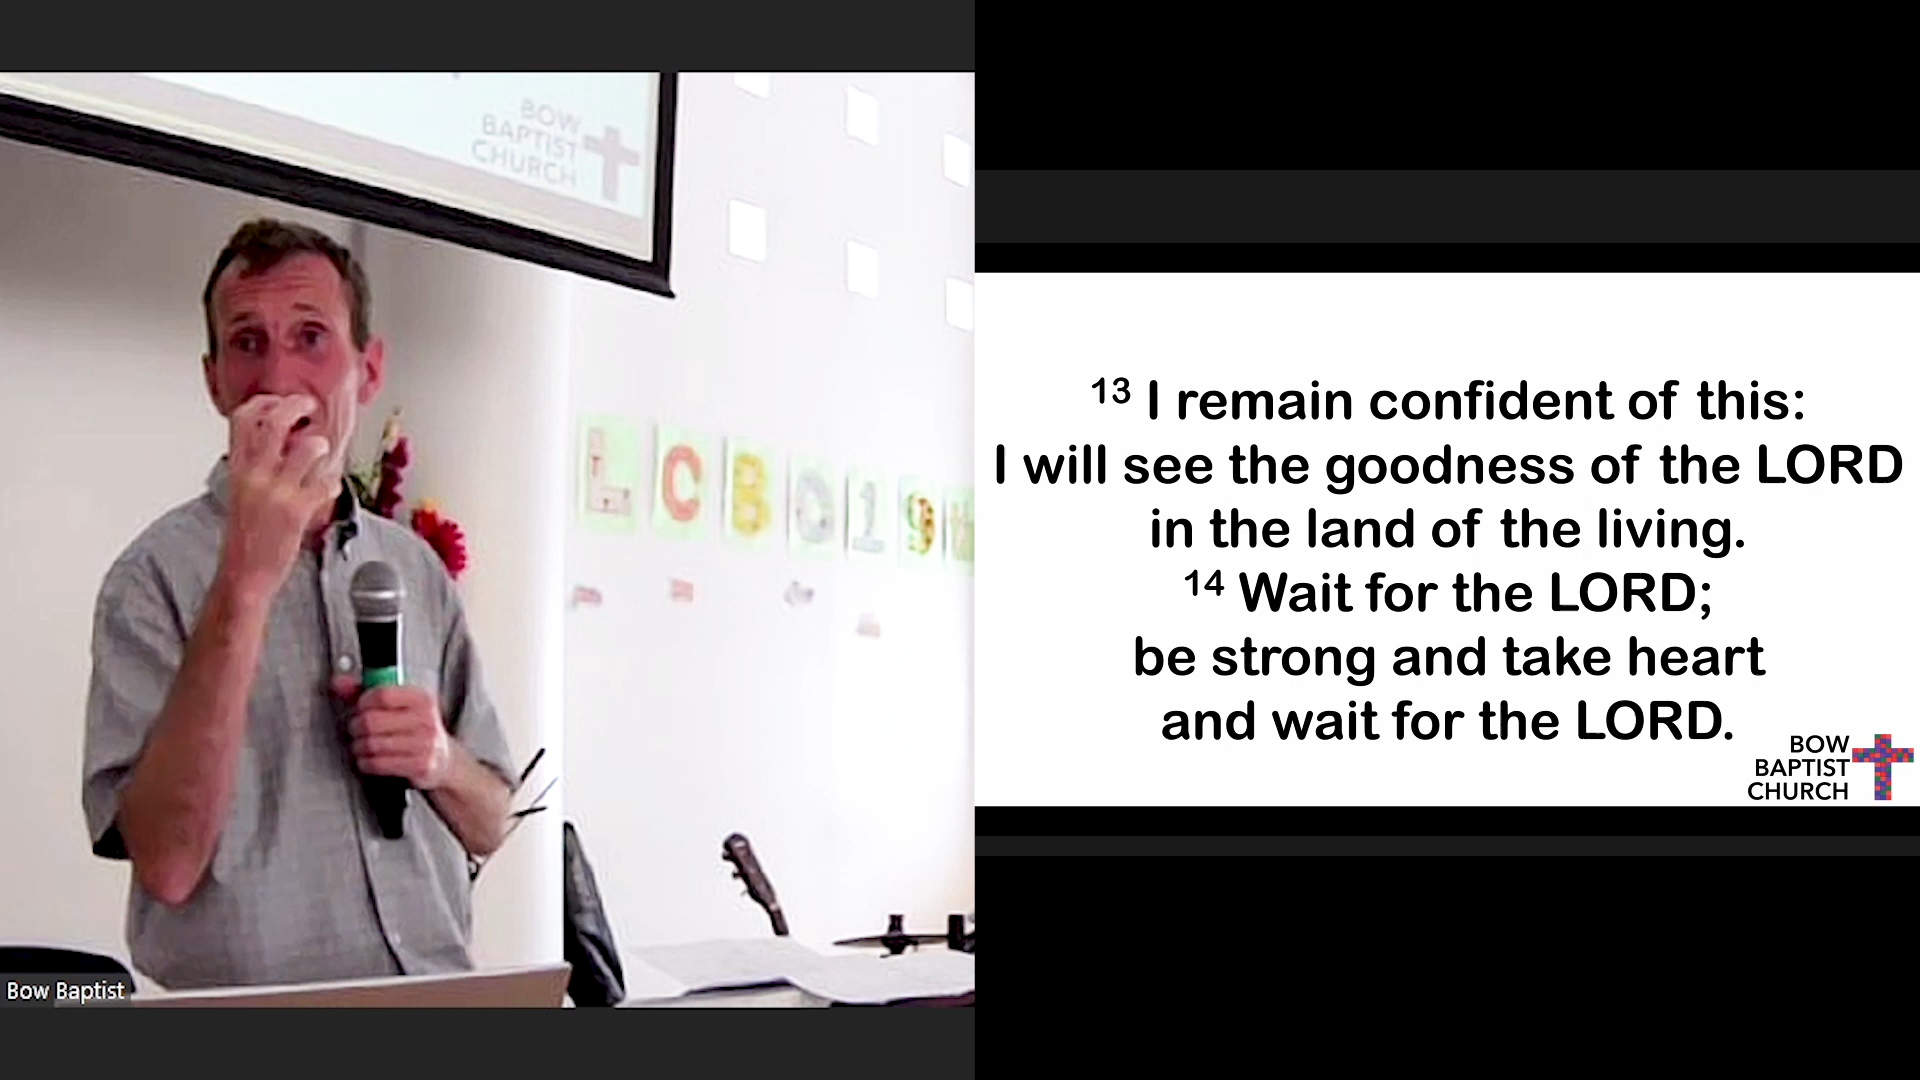 BOW
BAPTIST
CHURCH
LCBC19
Bow Baptist
13 I remain confident of this:
I will see the goodness of the LORD
in the land of the living.
14 Wait for the LORD;
be strong and take heart
and wait for the LORD.
BOW
BAPTIST
CHURCH